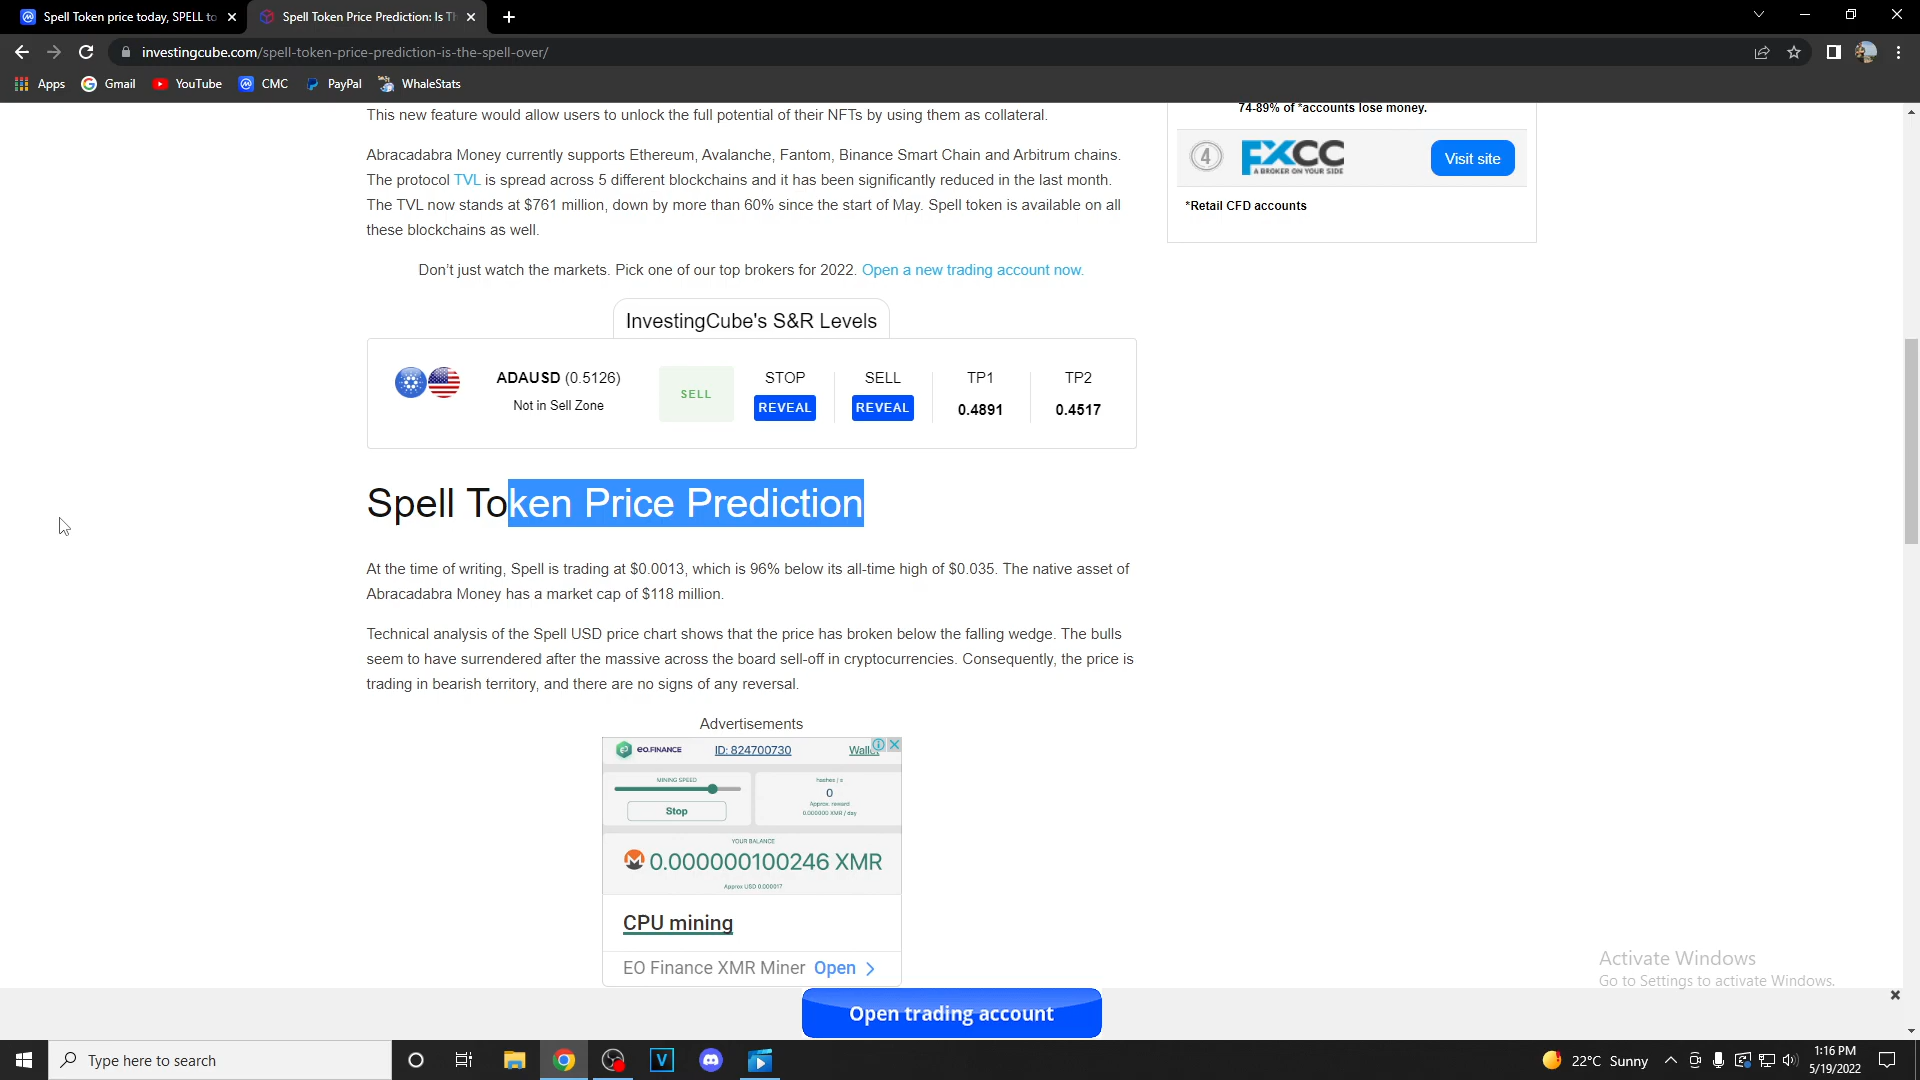 Spell Token price today, SPELL to
Spell Token Price Prediction: Is Th
investingcube.com/spell-token-price-prediction-is-the-spell-over/
Apps
Gmail
YouTube
CMC
PayPal
WhaleStats
This new feature would allow users to unlock the full potential of their NFTs by using them as collateral.
Abracadabra Money currently supports Ethereum, Avalanche, Fantom, Binance Smart Chain and Arbitrum chains.
The protocol TVL is spread across 5 different blockchains and it has been significantly reduced in the last month.
The TVL now stands at $761 million, down by more than 60% since the start of May. Spell token is available on all
these blockchains as well.
74-89% of *accounts lose money.
4
FXCC
A BROKER ON YOUR SIDE
Visit site
*Retail CFD accounts
Don't just watch the markets. Pick one of our top brokers for 2022. Open a new trading account now.
InvestingCube's S&R Levels
ADAUSD (0.5126)
Not in Sell Zone
SELL
STOP
REVEAL
SELL
REVEAL
TP1
0.4891
TP2
0.4517
Spell Token Price Prediction
At the time of writing, Spell is trading at $0.0013, which is 96% below its all-time high of $0.035. The native asset of
Abracadabra Money has a market cap of $118 million.
Technical analysis of the Spell USD price chart shows that the price has broken below the falling wedge. The bulls
seem to have surrendered after the massive across the board sell-off in cryptocurrencies. Consequently, the price is
trading in bearish territory, and there are no signs of any reversal.
Advertisements
EO.FINANCE
ID: 824700730
MINING SPEED
Stop
hashes / s
0
Approx. reward
0.000000 XMR / day
YOUR BALANCE
0.000000100246 XMR
Approx USD 0.000017
CPU mining
EO Finance XMR Miner Open
Activate Windows
Go to Settings to activate Windows.
Open trading account
Type here to search
V
22°C Sunny
1:16 PM
5/19/2022